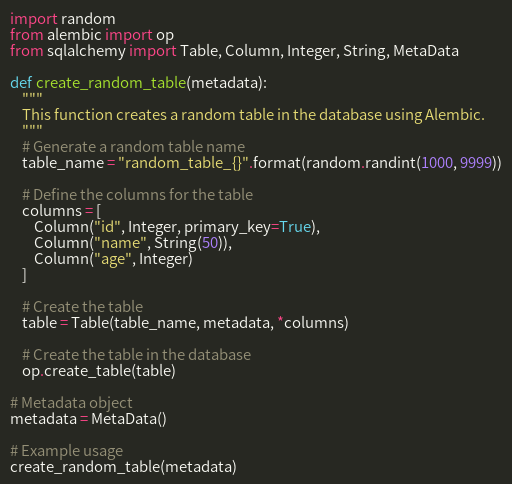 import random
from alembic import op
from sqlalchemy import Table, Column, Integer, String, MetaData

def create_random_table(metadata):
    """
    This function creates a random table in the database using Alembic.
    """
    # Generate a random table name
    table_name = "random_table_{}".format(random.randint(1000, 9999))

    # Define the columns for the table
    columns = [
        Column("id", Integer, primary_key=True),
        Column("name", String(50)),
        Column("age", Integer)
    ]

    # Create the table
    table = Table(table_name, metadata, *columns)

    # Create the table in the database
    op.create_table(table)

# Metadata object
metadata = MetaData()

# Example usage
create_random_table(metadata)